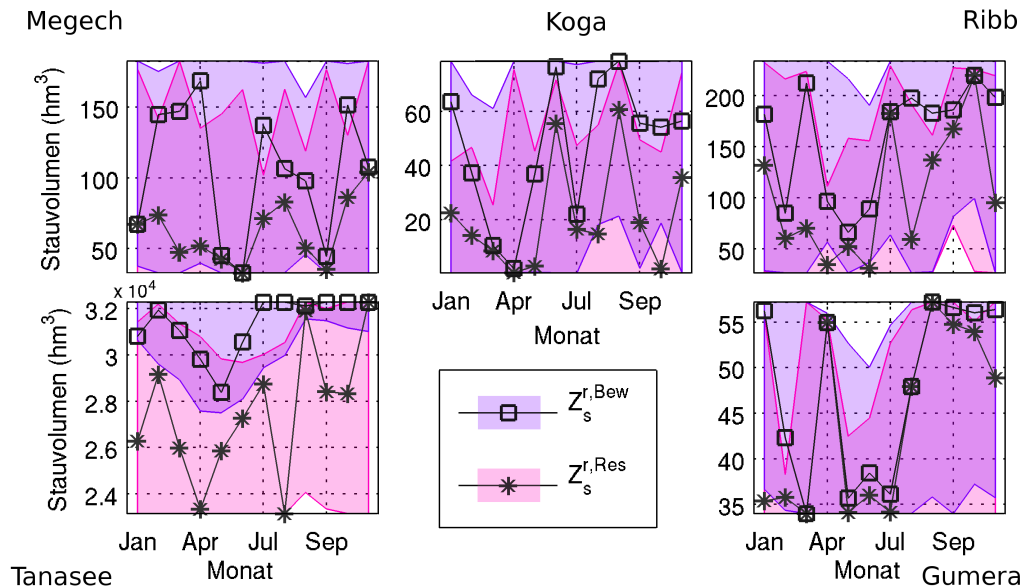 Megech
Koga
Ribb
Stauvolumen (hm³)
150
100
50
60
40
20
200
150
100
50
Jan Apr Jul Sep
Monat
x 10⁴
Stauvolumen (hm³)
3.2
3
2.8
2.6
2.4
Jan Apr Jul Sep
Monat
Tanasee
Z_s^{r,Bew}
Z_s^{r,Res}
55
50
45
40
35
Jan Apr Jul Sep
Monat
Gumera